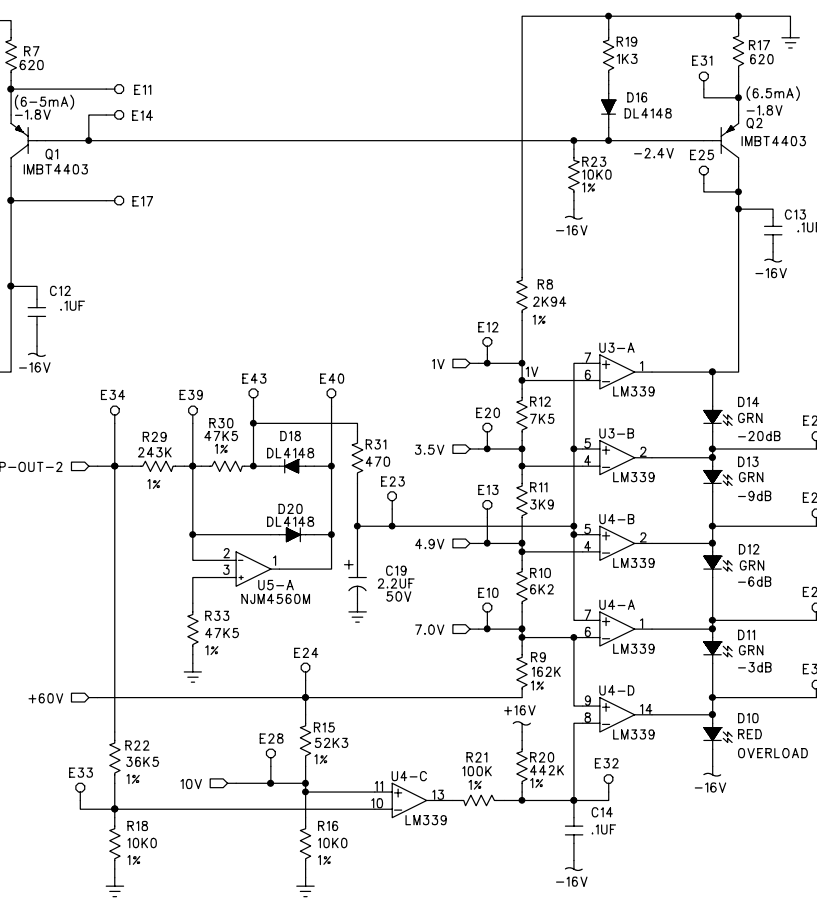 R7
620
E11
(6-5mA)
-1.8V
E14
Q1
IMBT4403
E17
C12
.1UF
-16V
R19
1K3
D16
DL4148
R23
10K0
1%
-16V
-2.4V
E31
R17
620
(6.5mA)
-1.8V
Q2
IMBT4403
E25
C13
.1U
-16V
R8
2K94
1%
E12
1V
1V
7
6
+
-
U3-A
1
LM339
R12
7K5
E20
3.5V
5
4
+
-
U3-B
2
LM339
R11
3K9
E13
4.9V
5
4
+
-
U4-B
2
LM339
R10
6K2
E10
7.0V
7
6
+
-
U4-A
1
LM339
R9
162K
1%
9
8
+
-
U4-D
14
LM339
D14
GRN
-20dB
E2
D13
GRN
-9dB
E2
D12
GRN
-6dB
E2
D11
GRN
-3dB
E3
D10
RED
OVERLOAD
-16V
E34
E39
E43
E40
P-OUT-2
R29
243K
1%
R30
47K5
1%
D18
DL4148
R31
470
E23
D20
DL4148
2
3
-
+
1
U5-A
NJM4560M
+
C19
2.2UF
50V
R33
47K5
1%
+60V
E24
R15
52K3
1%
E28
10V
R22
36K5
1%
E33
R18
10K0
1%
R16
10K0
1%
11
10
+
-
U4-C
13
LM339
R21
100K
1%
+16V
R20
442K
1%
E32
C14
.1UF
-16V